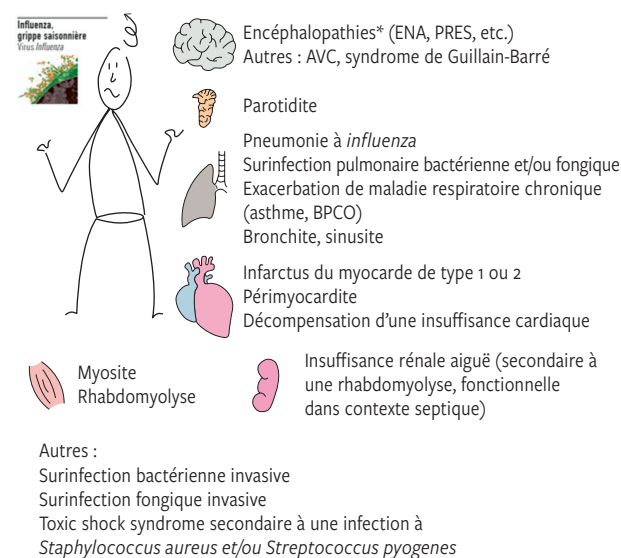 Influenza,
grippe saisonnière
Virus Influenza
Encéphalopathies* (ENA, PRES, etc.)
Autres : AVC, syndrome de Guillain-Barré
Parotidite
Pneumonie à influenza
Surinfection pulmonaire bactérienne et/ou fongique
Exacerbation de maladie respiratoire chronique
(asthme, BPCO)
Bronchite, sinusite
Infarctus du myocarde de type 1 ou 2
Périmyocardite
Décompensation d’une insuffisance cardiaque
Myosite
Rhabdomyolyse
Insuffisance rénale aiguë (secondaire à
une rhabdomyolyse, fonctionnelle
dans contexte septique)
Autres :
Surinfection bactérienne invasive
Surinfection fongique invasive
Toxic shock syndrome secondaire à une infection à
Staphylococcus aureus et/ou Streptococcus pyogenes